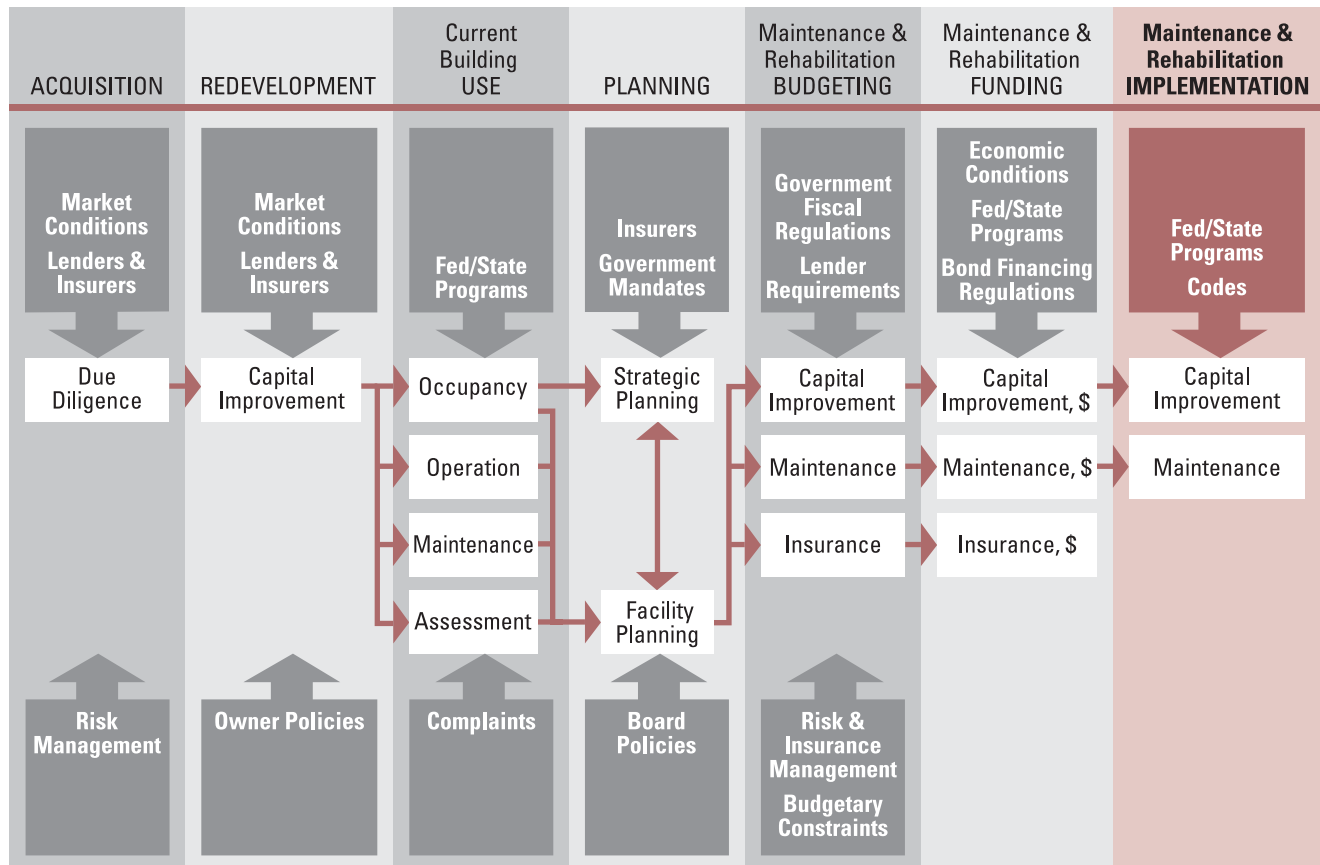 ACQUISITION
REDEVELOPMENT
Current
Building
USE
PLANNING
Maintenance &
Rehabilitation
BUDGETING
Maintenance &
Rehabilitation
FUNDING
Maintenance &
Rehabilitation
IMPLEMENTATION
Market
Conditions
Lenders &
Insurers
Market
Conditions
Lenders &
Insurers
Fed/State
Programs
Insurers
Government
Mandates
Government
Fiscal
Regulations
Lender
Requirements
Economic
Conditions
Fed/State
Programs
Bond Financing
Regulations
Fed/State
Programs
Codes
Due
Diligence
Capital
Improvement
Occupancy
Strategic
Planning
Capital
Improvement
Capital
Improvement, $
Capital
Improvement
Operation
Maintenance
Maintenance, $
Maintenance
Maintenance
Insurance
Insurance, $
Assessment
Facility
Planning
Risk
Management
Owner Policies
Complaints
Board
Policies
Risk &
Insurance
Management
Budgetary
Constraints